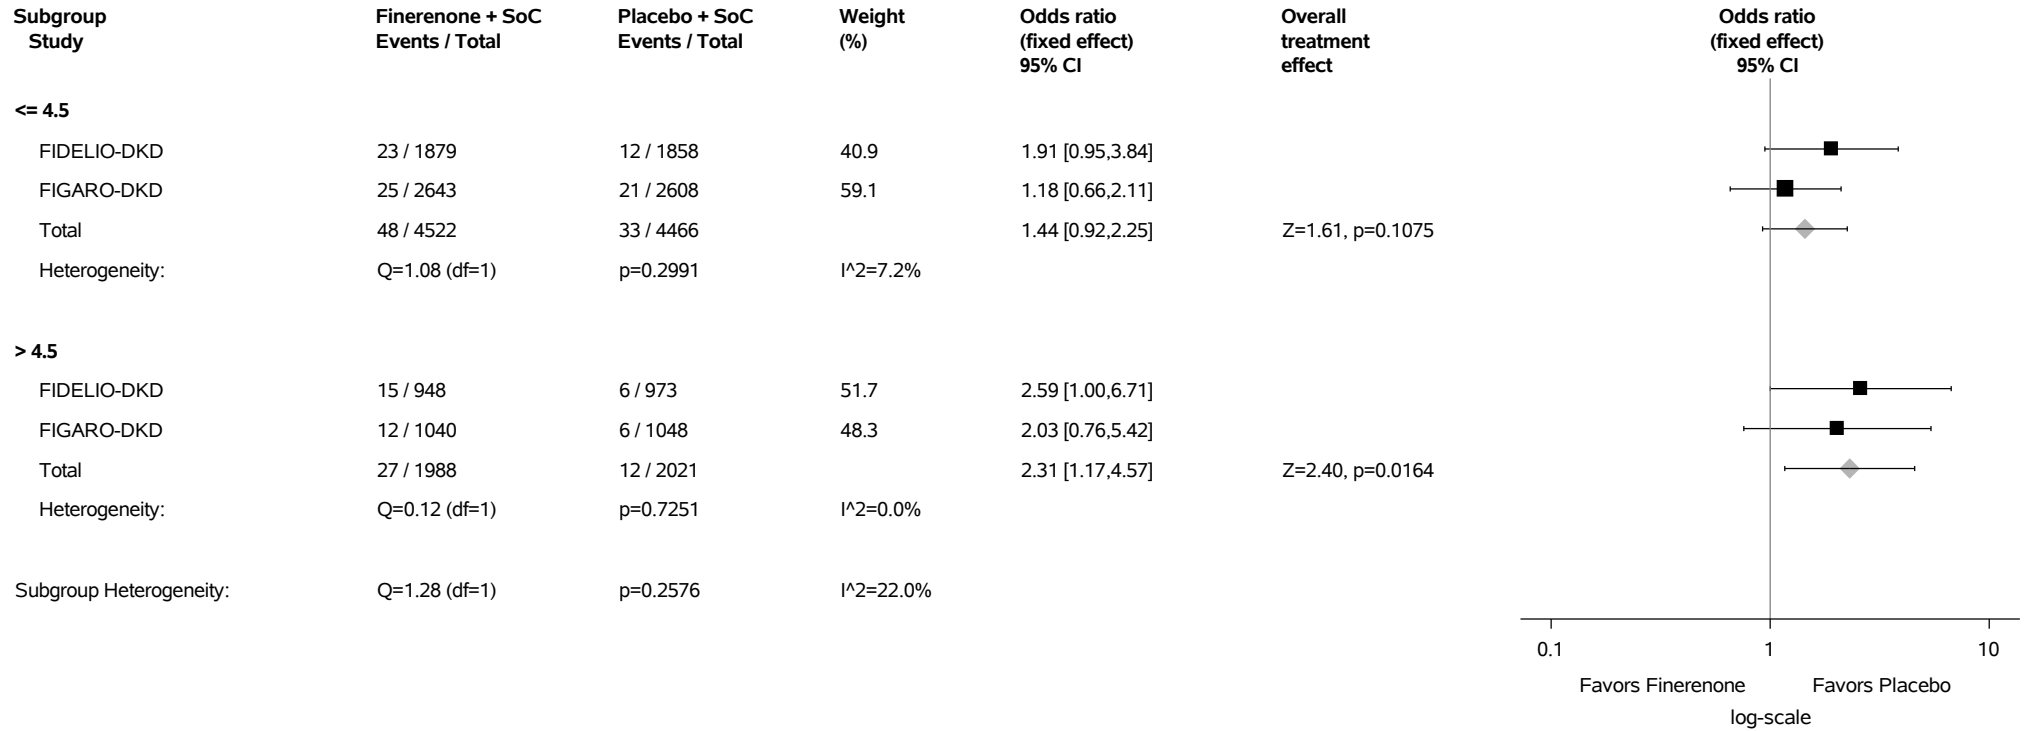 Subgroup Finerenone + SoC Placebo + SoC Weight Odds ratio Overall Odds ratio
Study Events / Total Events / Total (%) (fixed effect) treatment (fixed effect)
95% CI effect 95% CI
<= 4.5
FIDELIO-DKD 23 / 1879 12 / 1858 40.9 1.91 [0.95,3.84]
FIGARO-DKD 25 / 2643 21 / 2608 59.1 1.18 [0.66,2.11]
Total 48 / 4522 33 / 4466 1.44 [0.92,2.25] Z=1.61, p=0.1075
Heterogeneity: Q=1.08 (df=1) p=0.2991 I^2=7.2%
> 4.5
FIDELIO-DKD 15 / 948 6 / 973 51.7 2.59 [1.00,6.71]
FIGARO-DKD 12 / 1040 6 / 1048 48.3 2.03 [0.76,5.42]
Total 27 / 1988 12 / 2021 2.31 [1.17,4.57] Z=2.40, p=0.0164
Heterogeneity: Q=0.12 (df=1) p=0.7251 I^2=0.0%
Subgroup Heterogeneity: Q=1.28 (df=1) p=0.2576 I^2=22.0%
0.1 1 10
Favors Finerenone Favors Placebo
log-scale